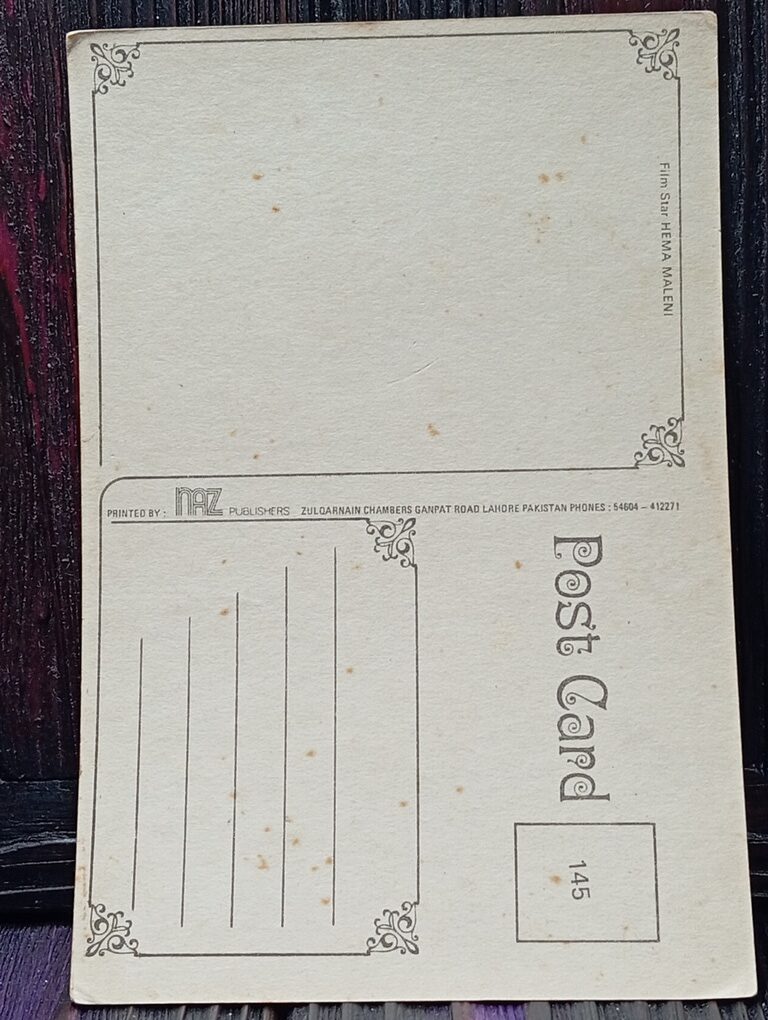 Film Star HEMA MALENI
PRINTED BY : NAZ PUBLISHERS ZULQARNAIN CHAMBERS GANPAT ROAD LAHORE PAKISTAN PHONES : 54604 – 412271
Post Card
145